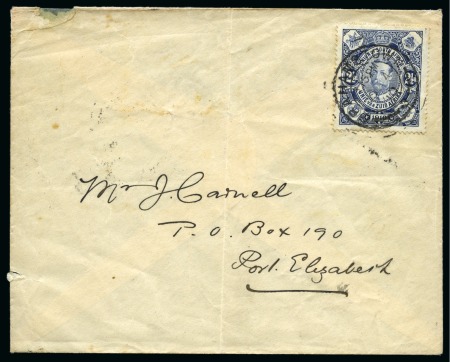 Mr J. Carnell
P. O. Box 190
Port Elizabeth